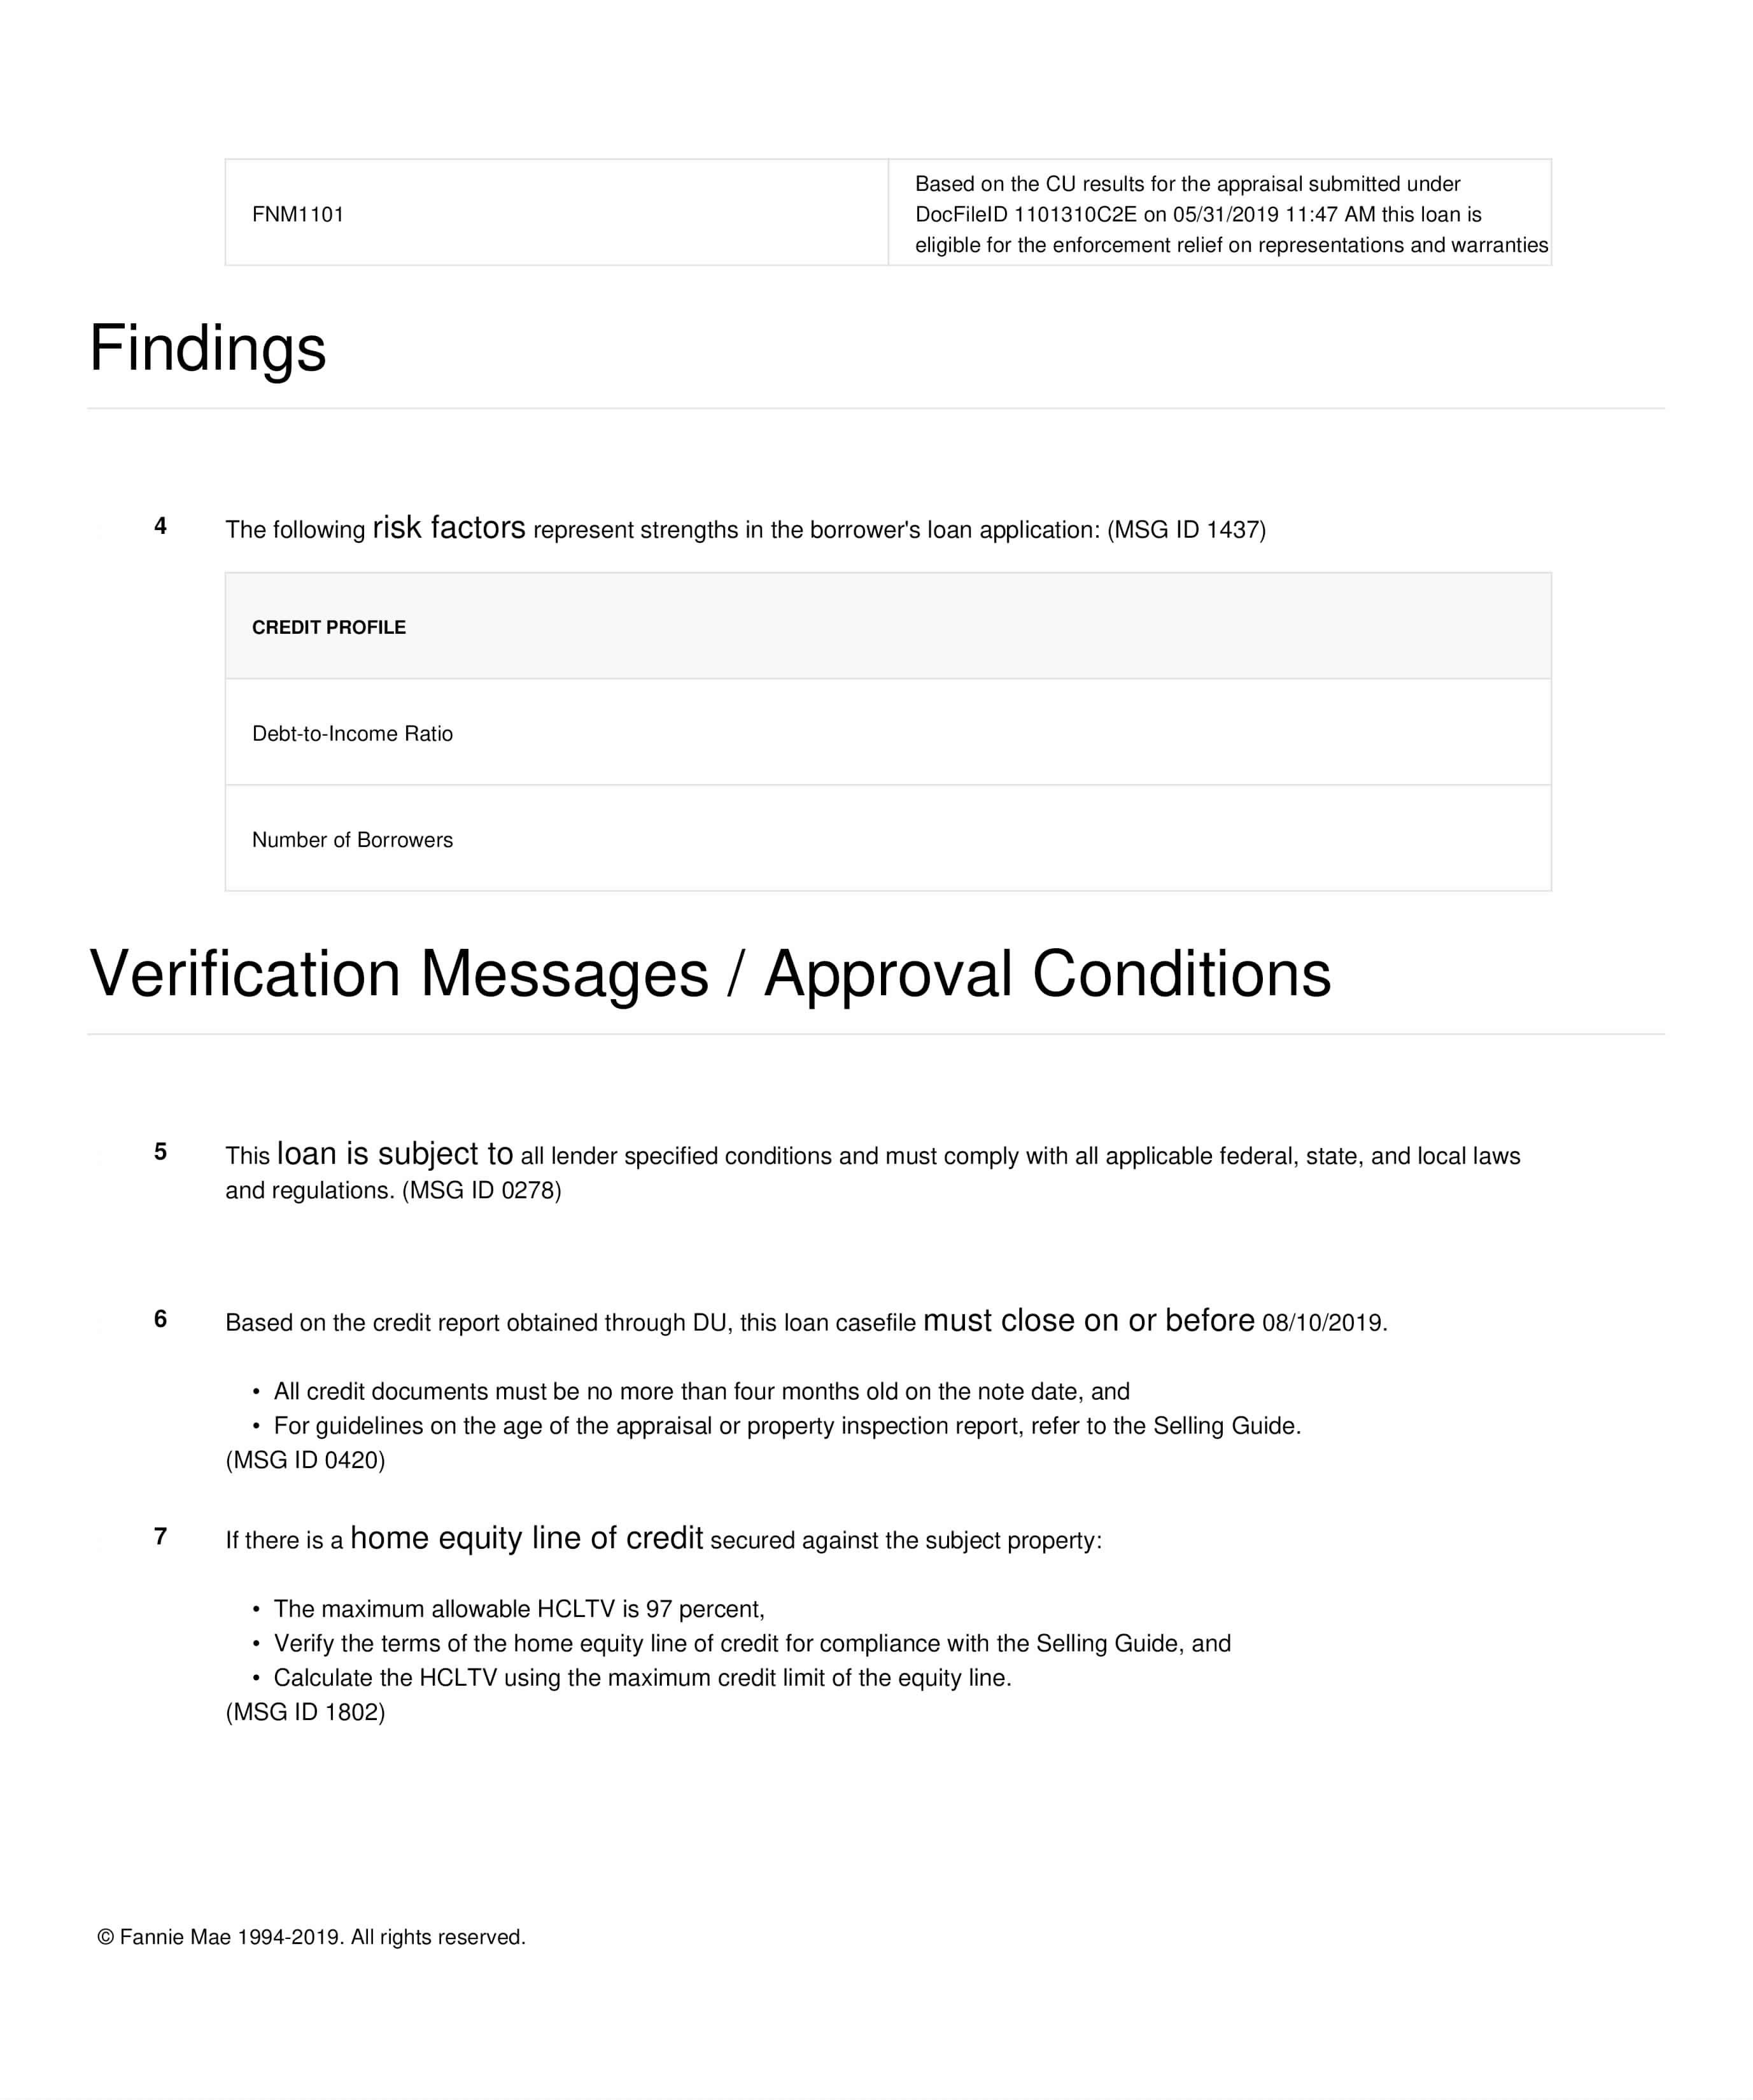 FNM1101
Based on the CU results for the appraisal submitted under
DocFileID 1101310C2E on 05/31/2019 11:47 AM this loan is
eligible for the enforcement relief on representations and warranties
Findings
4 The following risk factors represent strengths in the borrower's loan application: (MSG ID 1437)
CREDIT PROFILE
Debt-to-Income Ratio
Number of Borrowers
Verification Messages / Approval Conditions
5 This loan is subject to all lender specified conditions and must comply with all applicable federal, state, and local laws
and regulations. (MSG ID 0278)
6 Based on the credit report obtained through DU, this loan casefile must close on or before 08/10/2019.
• All credit documents must be no more than four months old on the note date, and
• For guidelines on the age of the appraisal or property inspection report, refer to the Selling Guide.
(MSG ID 0420)
7 If there is a home equity line of credit secured against the subject property:
• The maximum allowable HCLTV is 97 percent,
• Verify the terms of the home equity line of credit for compliance with the Selling Guide, and
• Calculate the HCLTV using the maximum credit limit of the equity line.
(MSG ID 1802)
© Fannie Mae 1994-2019. All rights reserved.